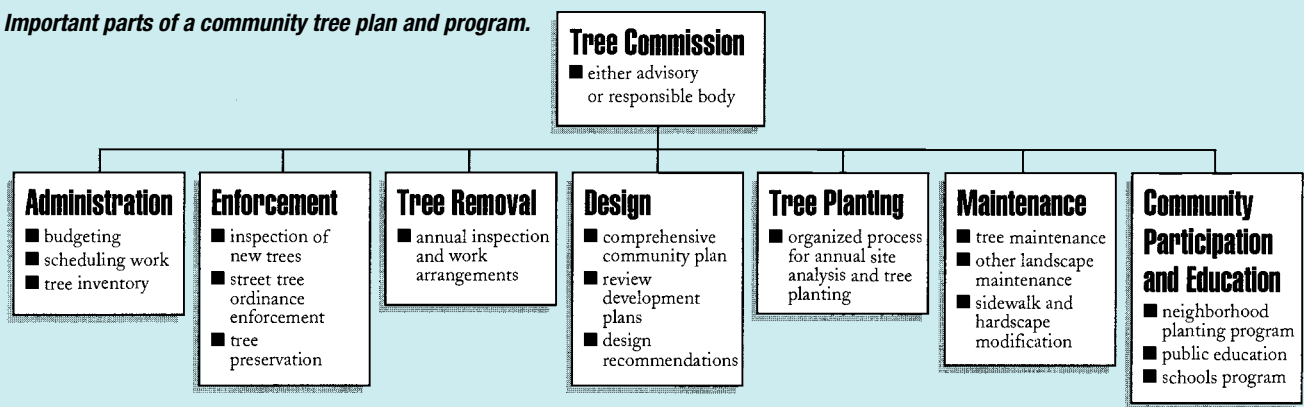 Important parts of a community tree plan and program.
Tree Commission
■ either advisory
or responsible body
Administration
■ budgeting
■ scheduling work
■ tree inventory
Enforcement
■ inspection of
new trees
■ street tree
ordinance
enforcement
■ tree
preservation
Tree Removal
■ annual inspection
and work
arrangements
Design
■ comprehensive
community plan
■ review
development
plans
■ design
recommendations
Tree Planting
■ organized process
for annual site
analysis and tree
planting
Maintenance
■ tree maintenance
■ other landscape
maintenance
■ sidewalk and
hardscape
modification
Community
Participation
and Education
■ neighborhood
planting program
■ public education
■ schools program